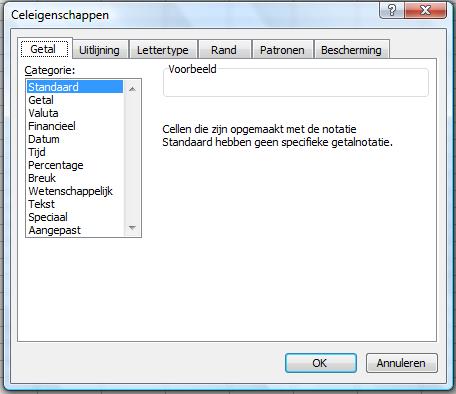 Celeigenschappen
Getal Uitlijning Lettertype Rand Patronen Bescherming
Categorie:
Standaard
Getal
Valuta
Financieel
Datum
Tijd
Percentage
Breuk
Wetenschappelijk
Tekst
Speciaal
Aangepast
Voorbeeld
Cellen die zijn opgemaakt met de notatie
Standaard hebben geen specifieke getalnotatie.
OK Annuleren